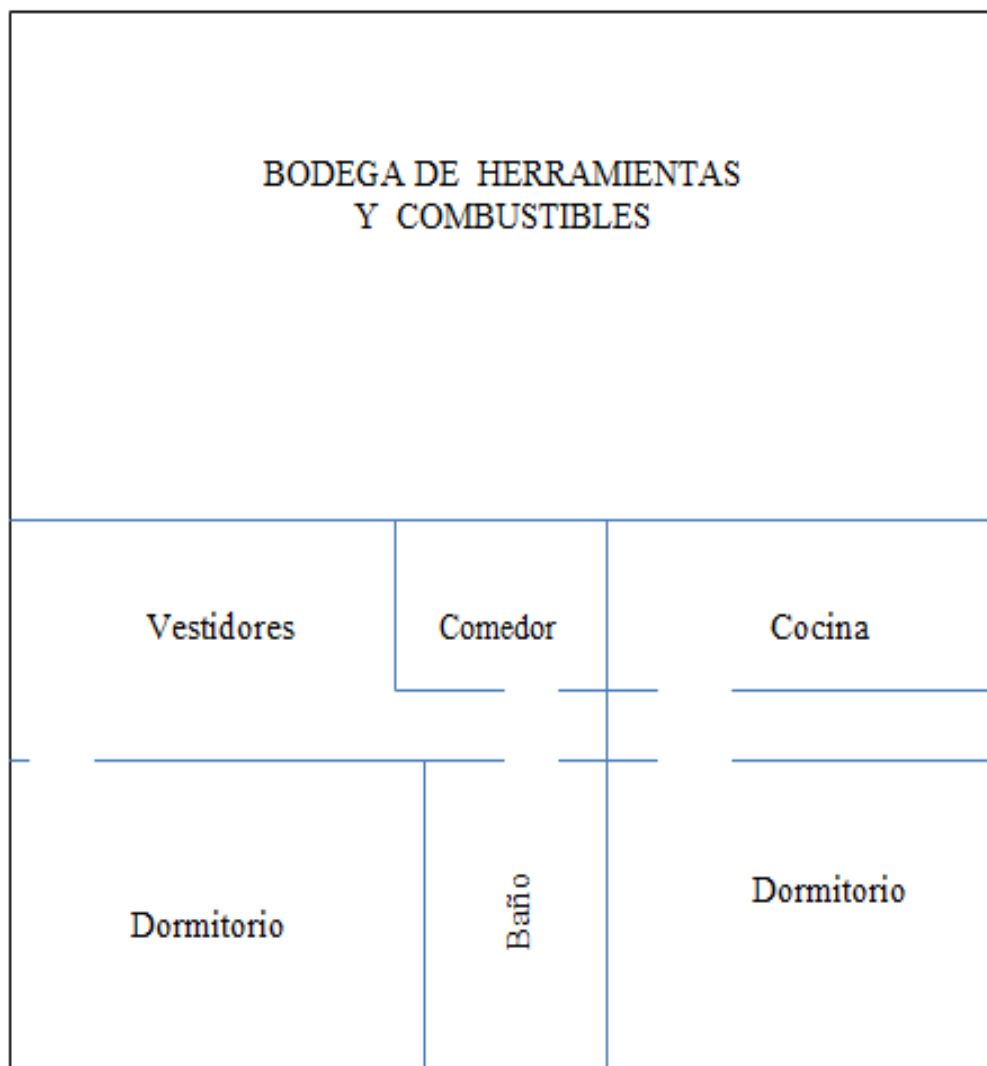 BODEGA DE HERRAMIENTAS
Y COMBUSTIBLES
Vestidores
Comedor
Cocina
Dormitorio
Baño
Dormitorio